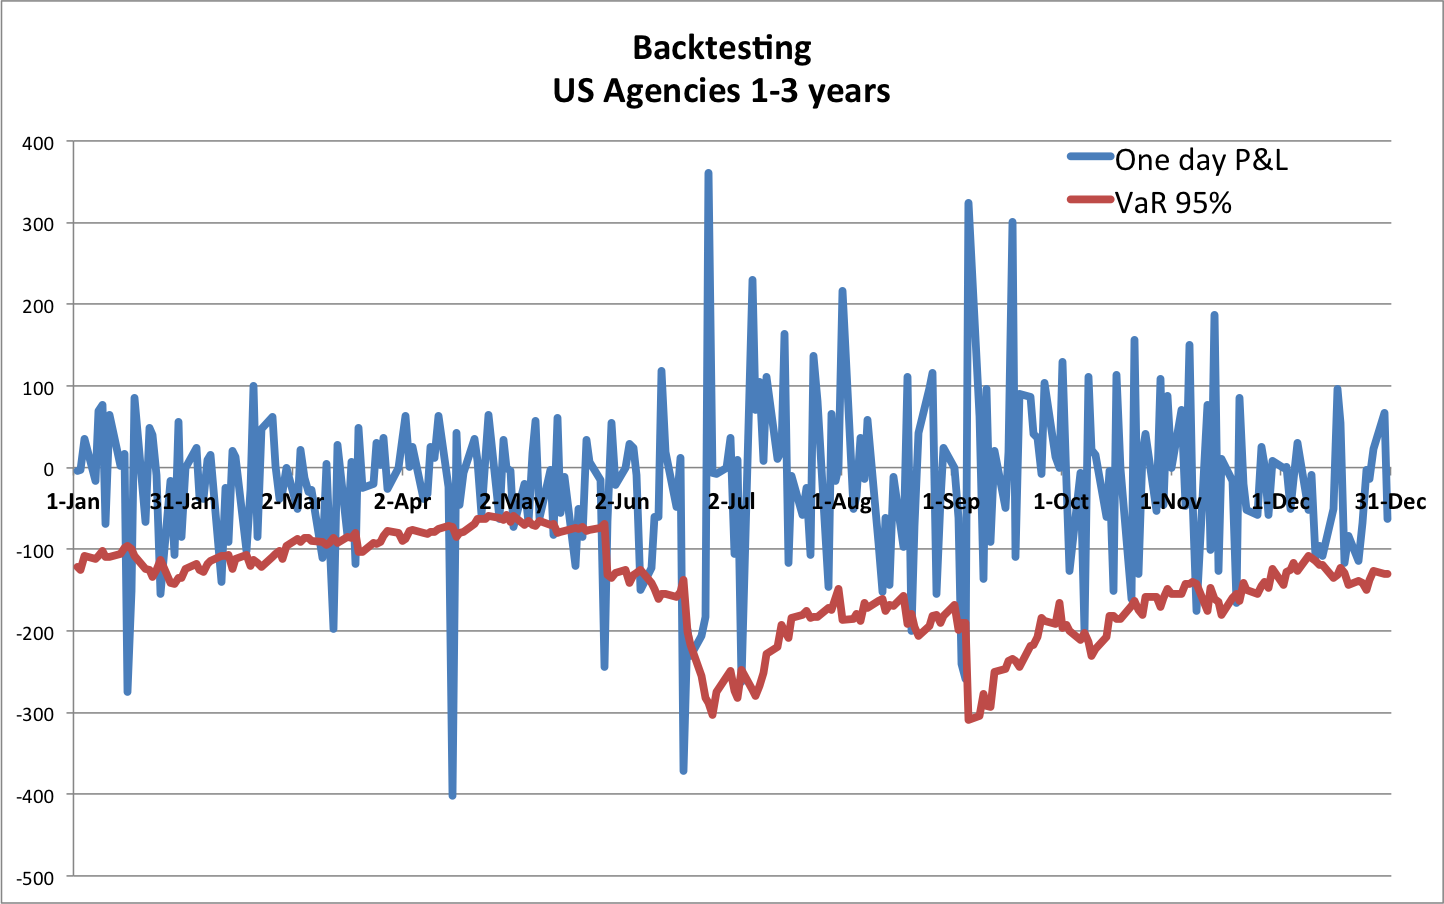 Backtesting
US Agencies 1-3 years
One day P&L
VaR 95%
400
300
200
100
0
-100
-200
-300
-400
-500
1-Jan 31-Jan 2-Mar 2-Apr 2-May 2-Jun 2-Jul 1-Aug 1-Sep 1-Oct 1-Nov 1-Dec 31-Dec